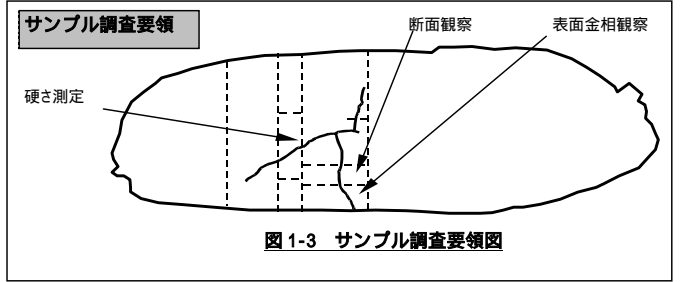 サンプル調査要領
断面観察
表面金相観察
硬さ測定
図 1-3 サンプル調査要領図